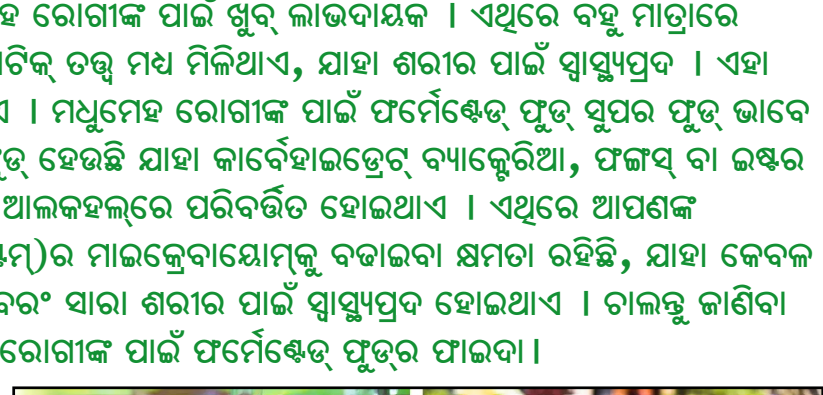 ହ ରୋଗୀଙ୍କ ପାଇଁ ଖୁବ୍ ଲାଭଦାୟକ । ଏଥିରେ ବହୁ ମାତ୍ରାରେ
ଟିକ୍ ତତ୍ତ୍ୱ ମଧ୍ୟ ମିଳିଥାଏ, ଯାହା ଶରୀର ପାଇଁ ସ୍ୱାସ୍ଥ୍ୟପ୍ରଦ । ଏହା
ଏ । ମଧୁମେହ ରୋଗୀଙ୍କ ପାଇଁ ଫର୍ମେଣ୍ଟେଡ୍ ଫୁଡ୍ ସୁପର ଫୁଡ୍ ଭାବେ
ଡ୍ ହେଉଛି ଯାହା କାର୍ବେହାଇଡ୍ରେଟ୍ ବ୍ୟାକ୍ଟେରିଆ, ଫଙ୍ଗସ୍ ବା ଇଷ୍ଟର
ଆଲକହଲ୍‌ରେ ପରିବର୍ତ୍ତିତ ହୋଇଥାଏ । ଏଥିରେ ଆପଣଙ୍କ
ମ୍)ର ମାଇକ୍ରେବାୟୋମ୍‌କୁ ବଢାଇବା କ୍ଷମତା ରହିଛି, ଯାହା କେବଳ
ବରଂ ସାରା ଶରୀର ପାଇଁ ସ୍ୱାସ୍ଥ୍ୟପ୍ରଦ ହୋଇଥାଏ । ଚାଲନ୍ତୁ ଜାଣିବା
ରୋଗୀଙ୍କ ପାଇଁ ଫର୍ମେଣ୍ଟେଡ୍ ଫୁଡ୍‌ର ଫାଇଦା।